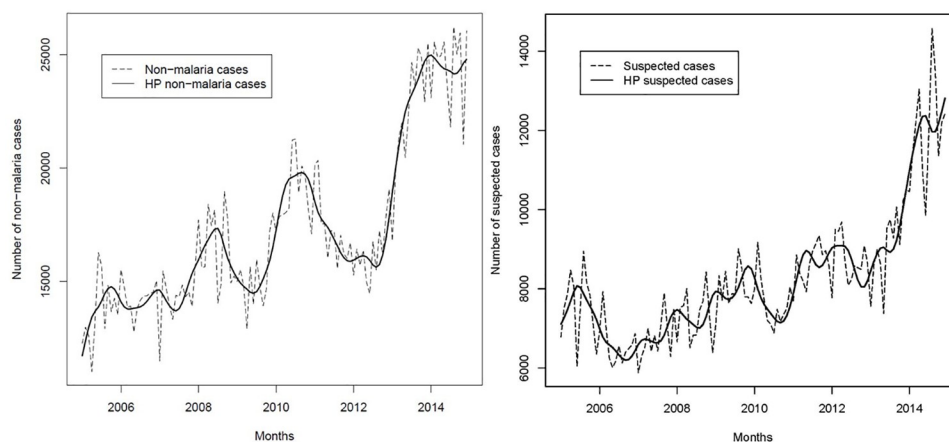 Number of non-malaria cases
25000
20000
15000
Non-malaria cases
HP non-malaria cases
2006 2008 2010 2012 2014
Months
Number of suspected cases
14000
12000
10000
8000
6000
Suspected cases
HP suspected cases
2006 2008 2010 2012 2014
Months